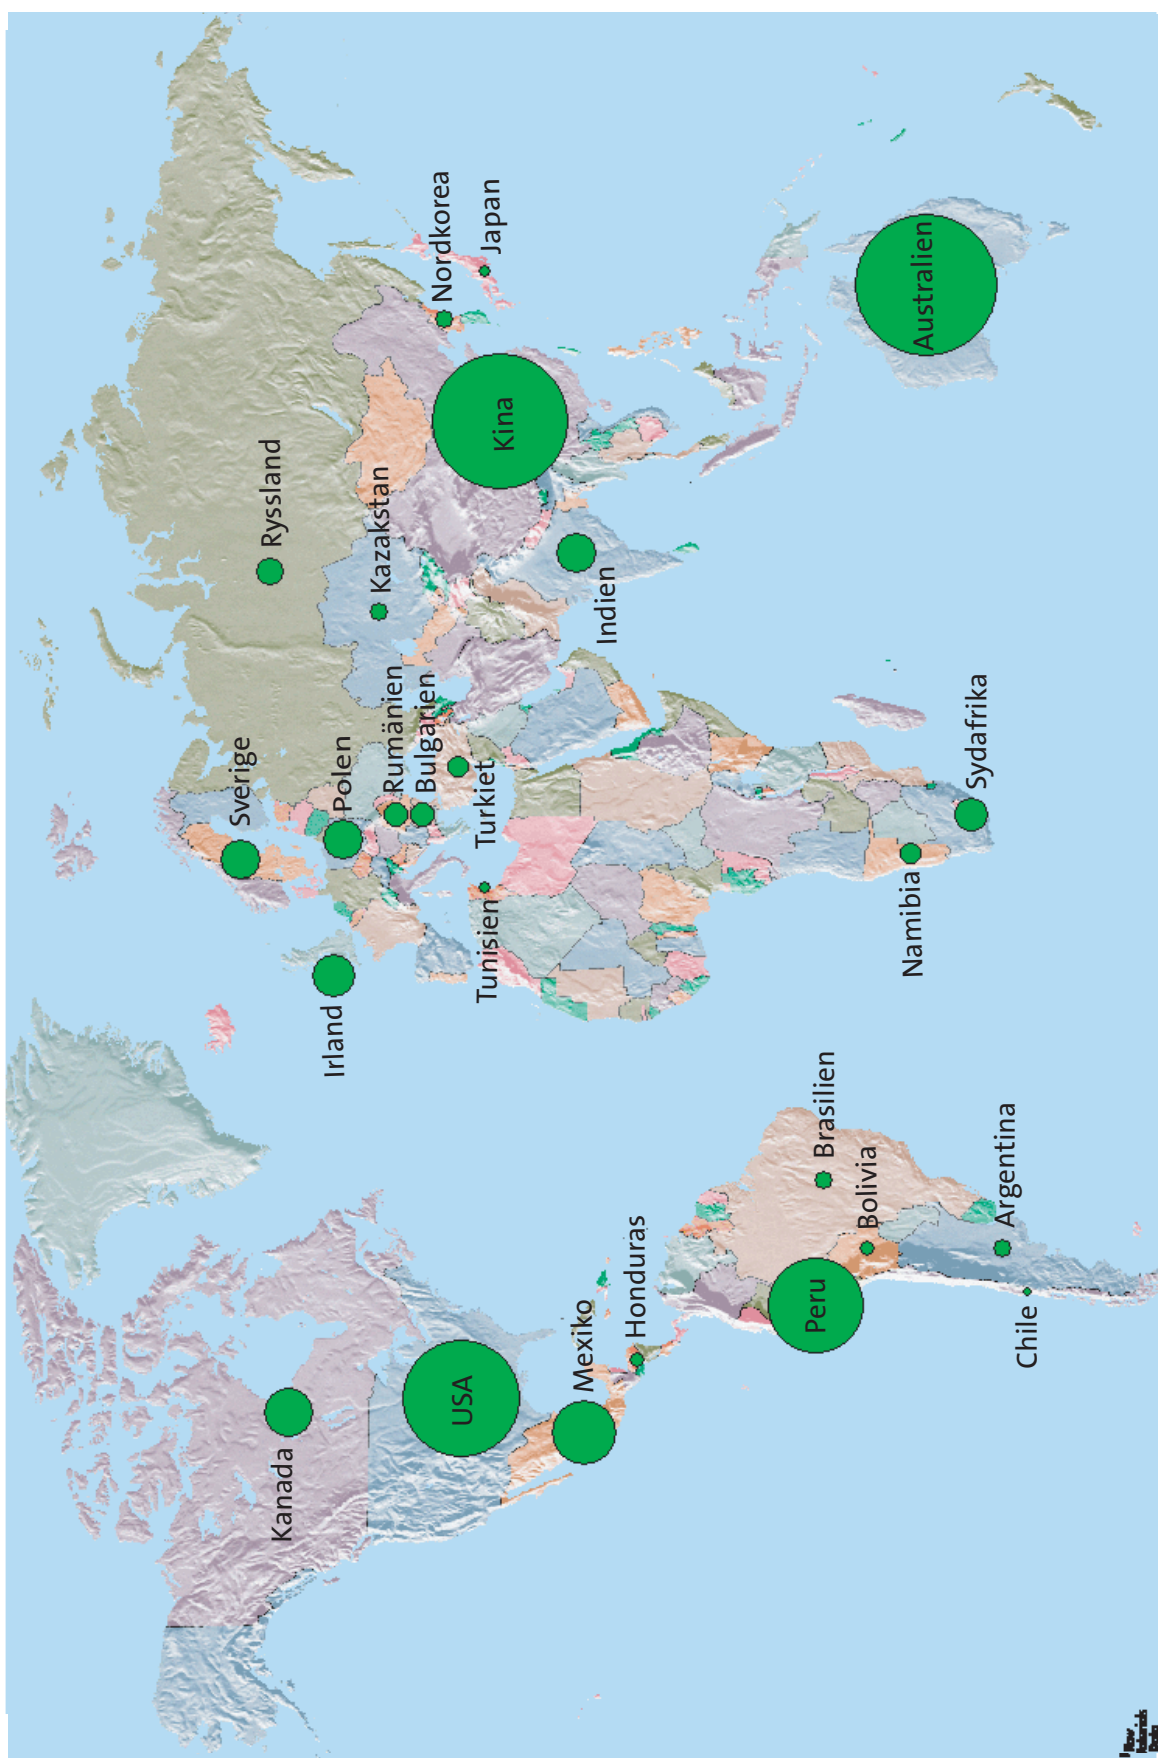 Kanada
USA
Mexiko
Honduras
Peru
Bolivia
Brasilien
Argentina
Chile
Irland
Sverige
Polen
Rumänien
Bulgarien
Turkiet
Tunisien
Namibia
Sydafrika
Ryssland
Kazakstan
Indien
Kina
Nordkorea
Japan
Australien